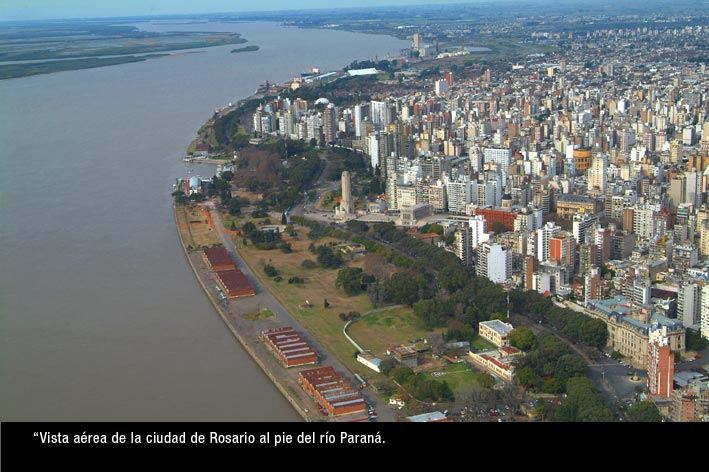 “Vista aérea de la ciudad de Rosario al pie del río Paraná.